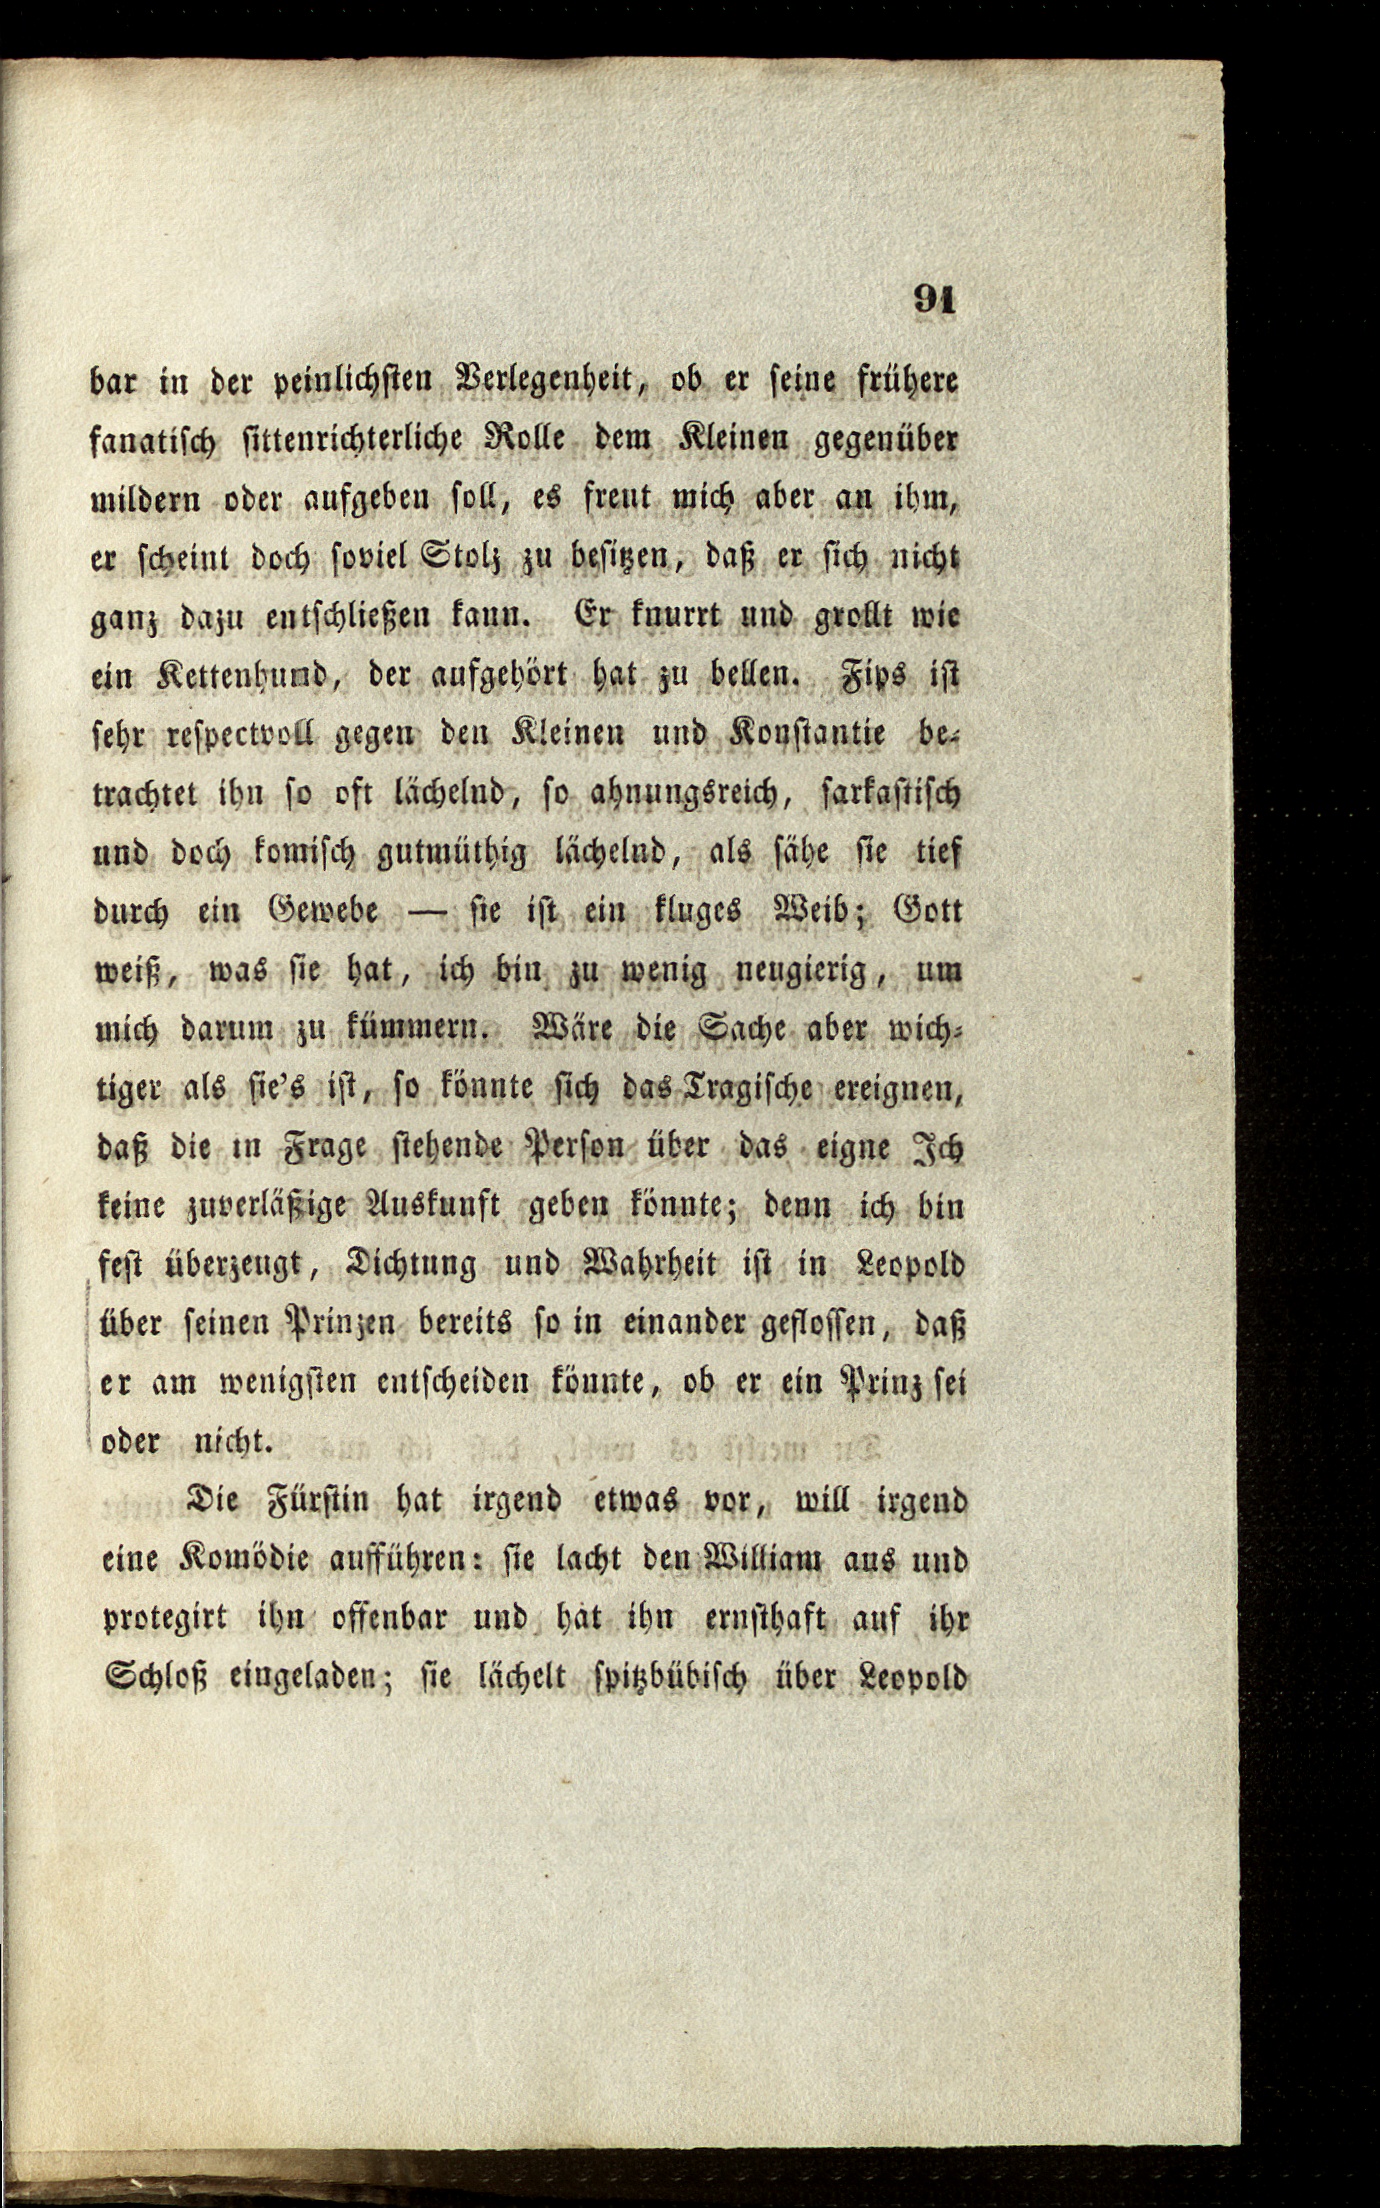 91
bar in der peinlichsten Verlegenheit, ob er seine frühere
fanatisch sittenrichterliche Rolle dem Kleinen gegenüber
mildern oder aufgeben soll, es freut mich aber an ihm,
er scheint doch soviel Stolz zu besitzen, daß er sich nicht
ganz dazu entschließen kann. Er knurrt und grollt wie
ein Kettenhund, der aufgehört hat zu bellen. Fips ist
sehr respectvoll gegen den Kleinen und Konstantie be-
trachtet ihn so oft lächelnd, so ahnungsreich, sarkastisch
und doch komisch gutmüthig lächelnd, als sähe sie tief
durch ein Gewebe — sie ist ein kluges Weib; Gott
weiß, was sie hat, ich bin zu wenig neugierig, um
mich darum zu kümmern. Wäre die Sache aber wich-
tiger als sie's ist, so könnte sich das Tragische ereignen,
daß die in Frage stehende Person über das eigne Ich
keine zuverläßige Auskunft geben könnte; denn ich bin
fest überzeugt, Dichtung und Wahrheit ist in Leopold
über seinen Prinzen bereits so in einander geflossen, daß
er am wenigsten entscheiden könnte, ob er ein Prinz sei
oder nicht.
Die Fürstin hat irgend etwas vor, will irgend
eine Komödie aufführen: sie lacht den William aus und
protegirt ihn offenbar und hat ihn ernsthaft auf ihr
Schloß eingeladen; sie lächelt spitzbübisch über Leopold